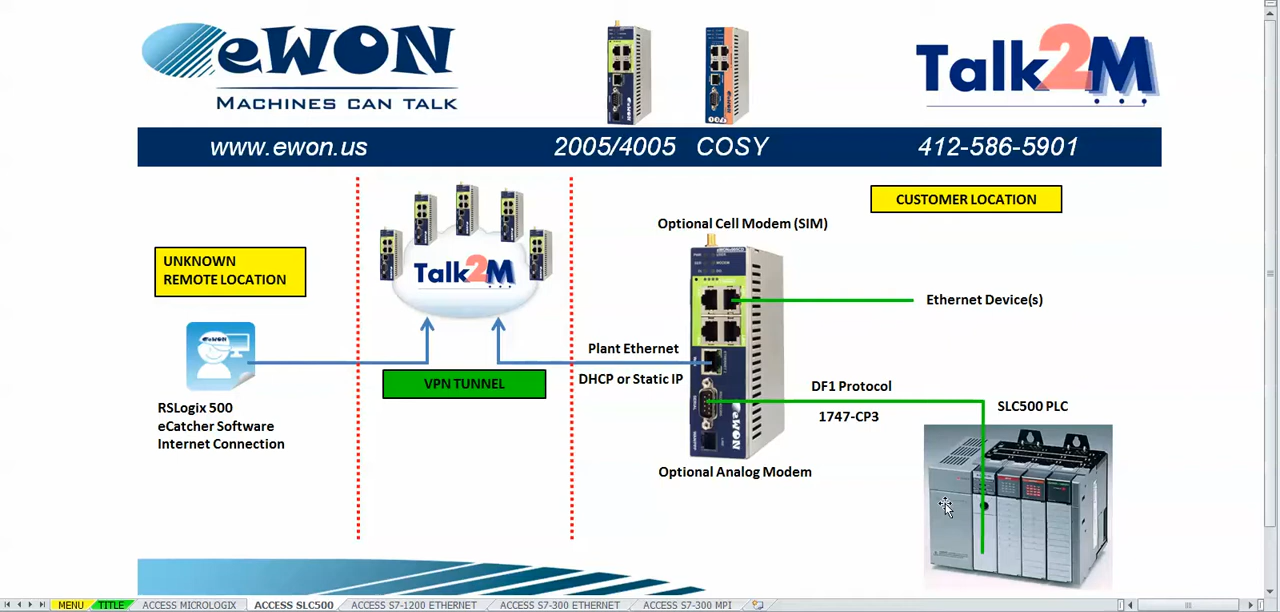 eWON
MACHINES CAN TALK
Talk2M
www.ewon.us
2005/4005 COSY
412-586-5901
CUSTOMER LOCATION
Optional Cell Modem (SIM)
UNKNOWN
REMOTE LOCATION
Talk2M
Ethernet Device(s)
Plant Ethernet
VPN TUNNEL
DHCP or Static IP
DF1 Protocol
1747-CP3
SLC500 PLC
RSLogix 500
eCatcher Software
Internet Connection
eWON
Optional Analog Modem
MENU
TITLE
ACCESS MICROLOGIX
ACCESS SLC500
ACCESS S7-1200 ETHERNET
ACCESS S7-300 ETHERNET
ACCESS S7-300 MPI